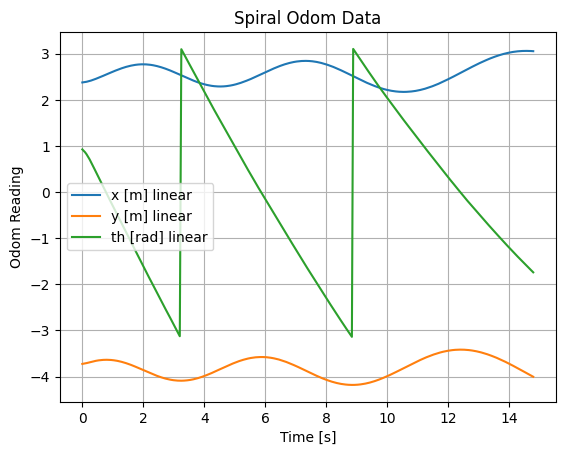 Spiral Odom Data
Odom Reading
3
2
1
0
−1
−2
−3
−4
x [m] linear
y [m] linear
th [rad] linear
0 2 4 6 8 10 12 14
Time [s]